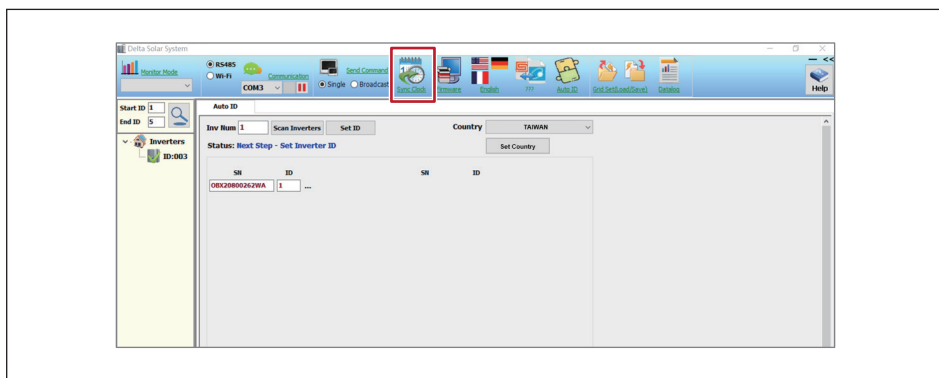 Delta Solar System
Monitor Mode
RS485
Wi-Fi
COM3
Communication
Send Command
Single
Broadcast
Sync Clock
Firmware
English
???
Auto ID
Grid Set(Load/Save)
Datalog
<<
Help
Start ID 1
End ID 5
Inverters
ID:003
Auto ID
Inv Num 1 Scan Inverters Set ID Country TAIWAN
Status: Next Step - Set Inverter ID Set Country
SN ID SN ID
O8X20800262WA 1 ...